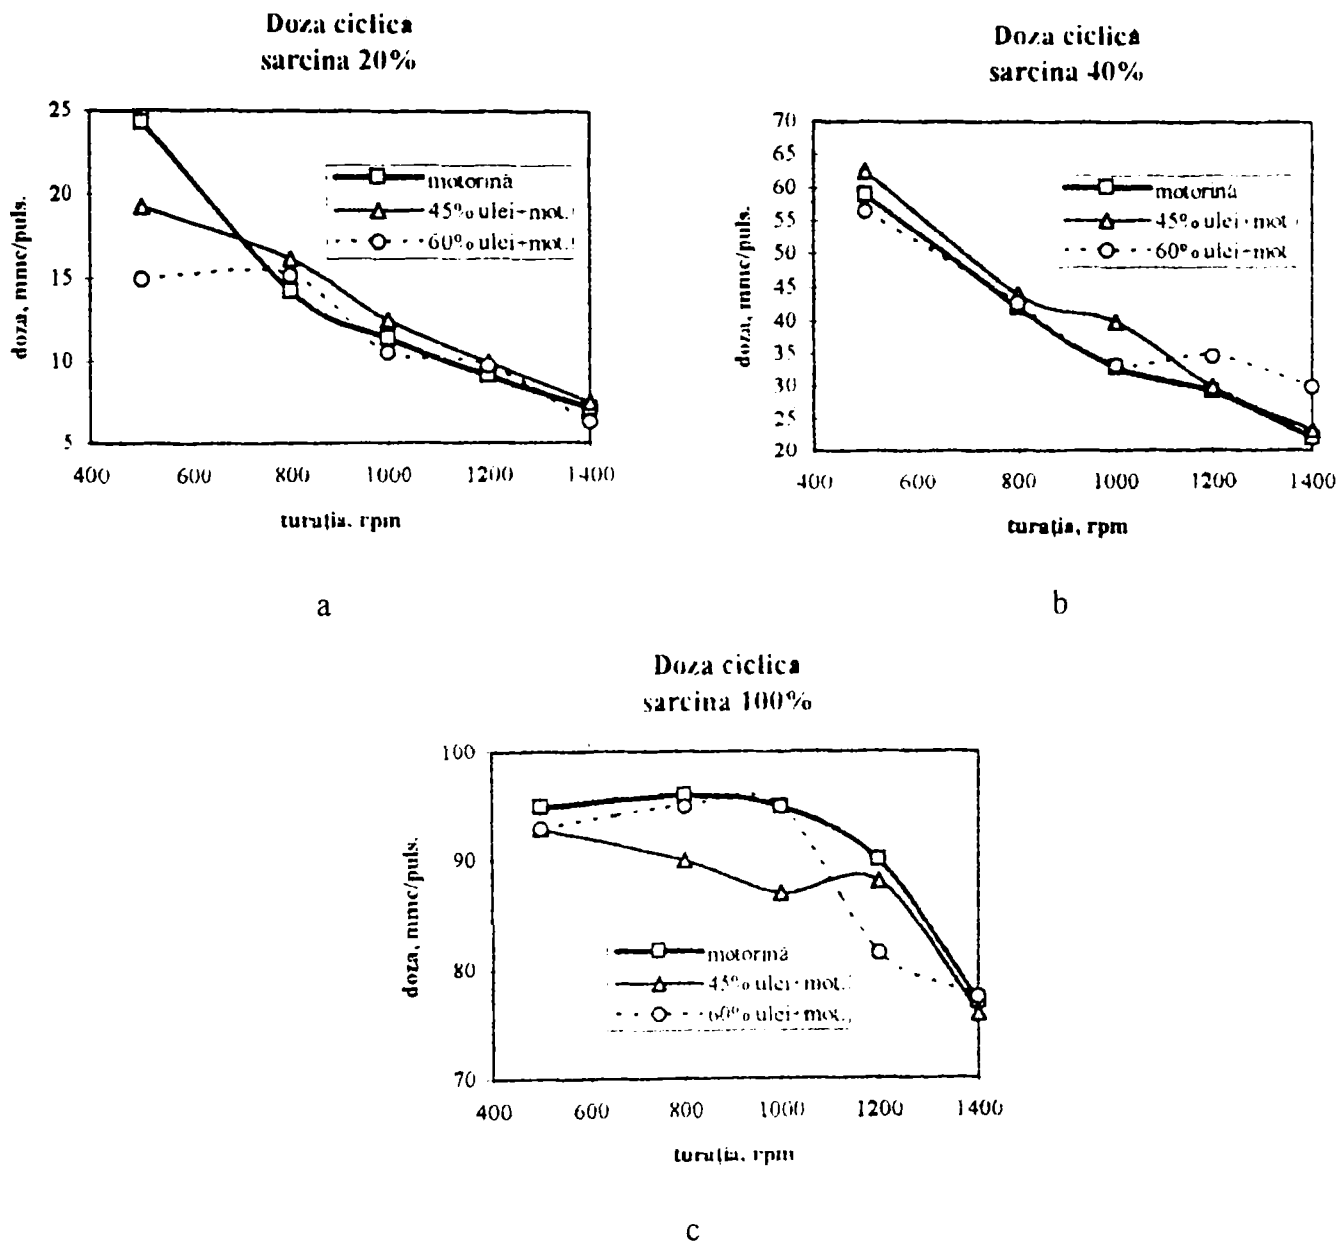 Doza ciclica
sarcina 20%
25
20
15
10
5
doza, mmc/puls.
motorină
45% ulei+mot.
60% ulei+mot.
400 600 800 1000 1200 1400
turaţia, rpm
a
Doza ciclica
sarcina 40%
70
65
60
55
50
45
40
35
30
25
20
doza, mmc/puls.
motorină
45% ulei+mot.
60% ulei+mot.
400 600 800 1000 1200 1400
turaţia, rpm
b
Doza ciclica
sarcina 100%
100
90
80
70
doza, mmc/puls.
motorină
45% ulei+mot.
60% ulei+mot.
400 600 800 1000 1200 1400
turaţia, rpm
c